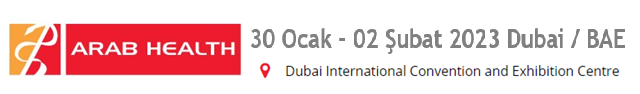 ARAB HEALTH
30 Ocak - 02 Şubat 2023 Dubai / BAE
Dubai International Convention and Exhibition Centre